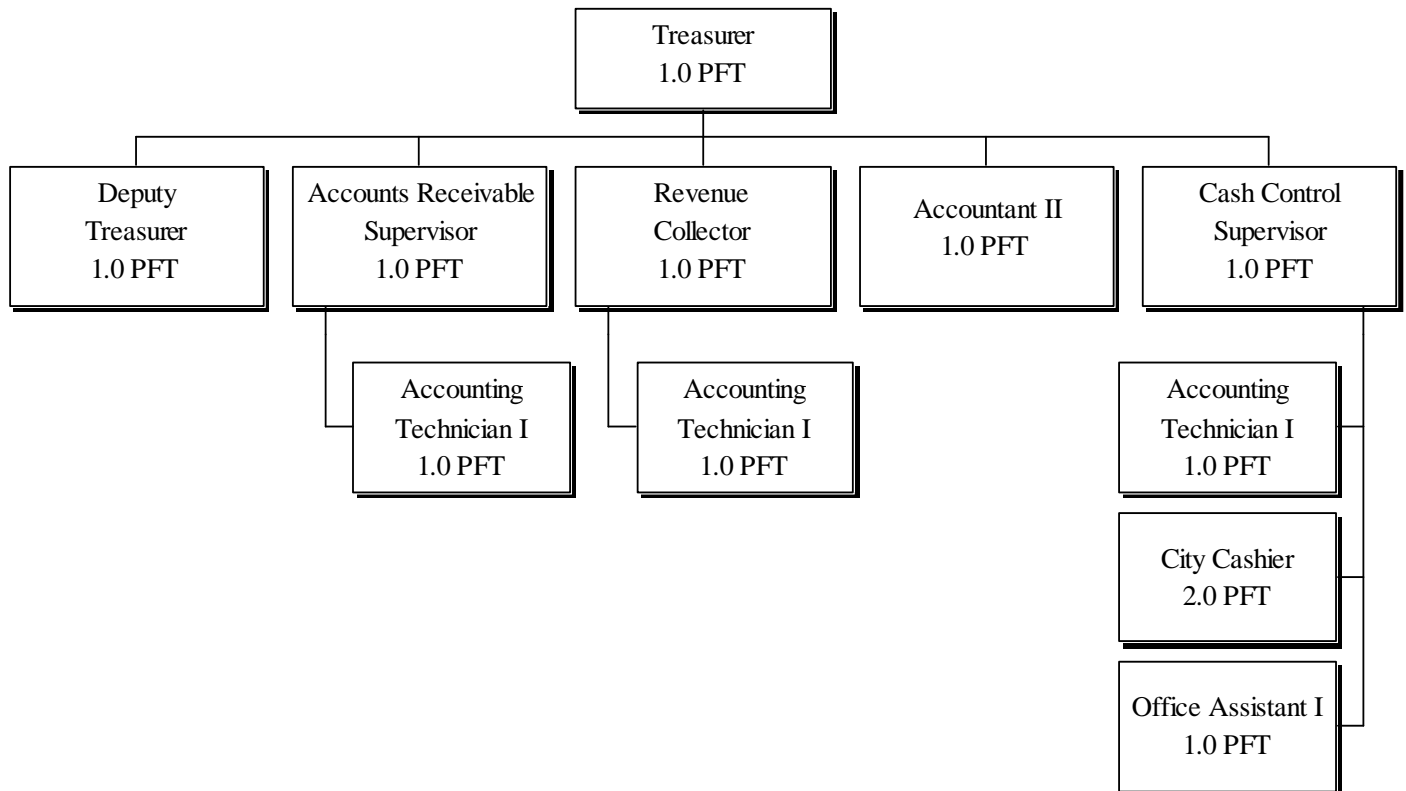 Treasurer
1.0 PFT
Deputy
Treasurer
1.0 PFT
Accounts Receivable
Supervisor
1.0 PFT
Revenue
Collector
1.0 PFT
Accountant II
1.0 PFT
Cash Control
Supervisor
1.0 PFT
Accounting
Technician I
1.0 PFT
Accounting
Technician I
1.0 PFT
Accounting
Technician I
1.0 PFT
City Cashier
2.0 PFT
Office Assistant I
1.0 PFT